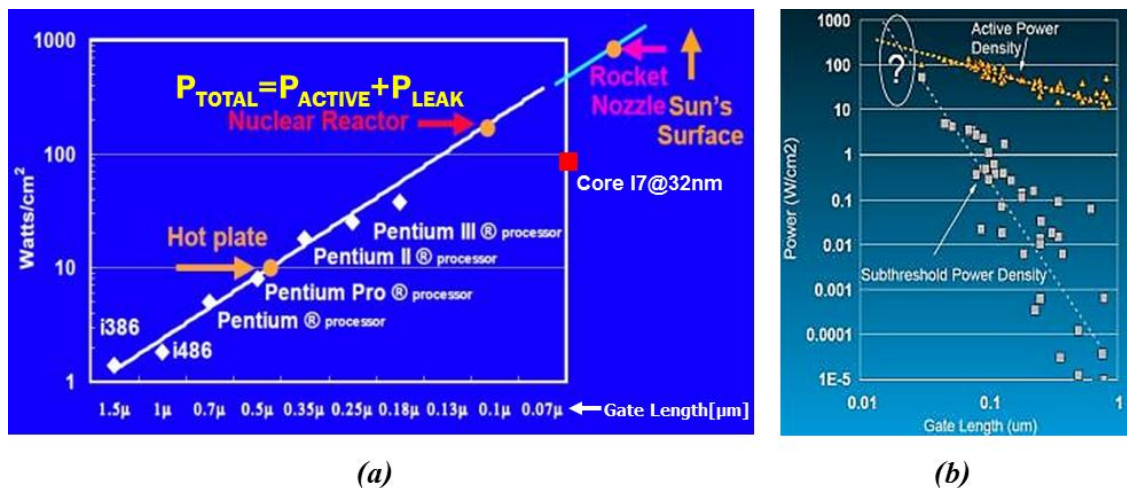 1000
100
10
1
Watts/cm²
P_TOTAL=P_ACTIVE+P_LEAK
Nuclear Reactor
Rocket
Nozzle
Sun's
Surface
Core I7@32nm
Hot plate
Pentium III ® processor
Pentium II ® processor
Pentium Pro ® processor
Pentium ® processor
i386
i486
1.5μ 1μ 0.7μ 0.5μ 0.35μ 0.25μ 0.18μ 0.13μ 0.1μ 0.07μ
Gate Length[μm]
(a)
1000
100
10
1
0.1
0.01
0.001
0.0001
1E-5
Power (W/cm2)
Active Power
Density
?
Subthreshold Power Density
0.01 0.1 1
Gate Length (um)
(b)